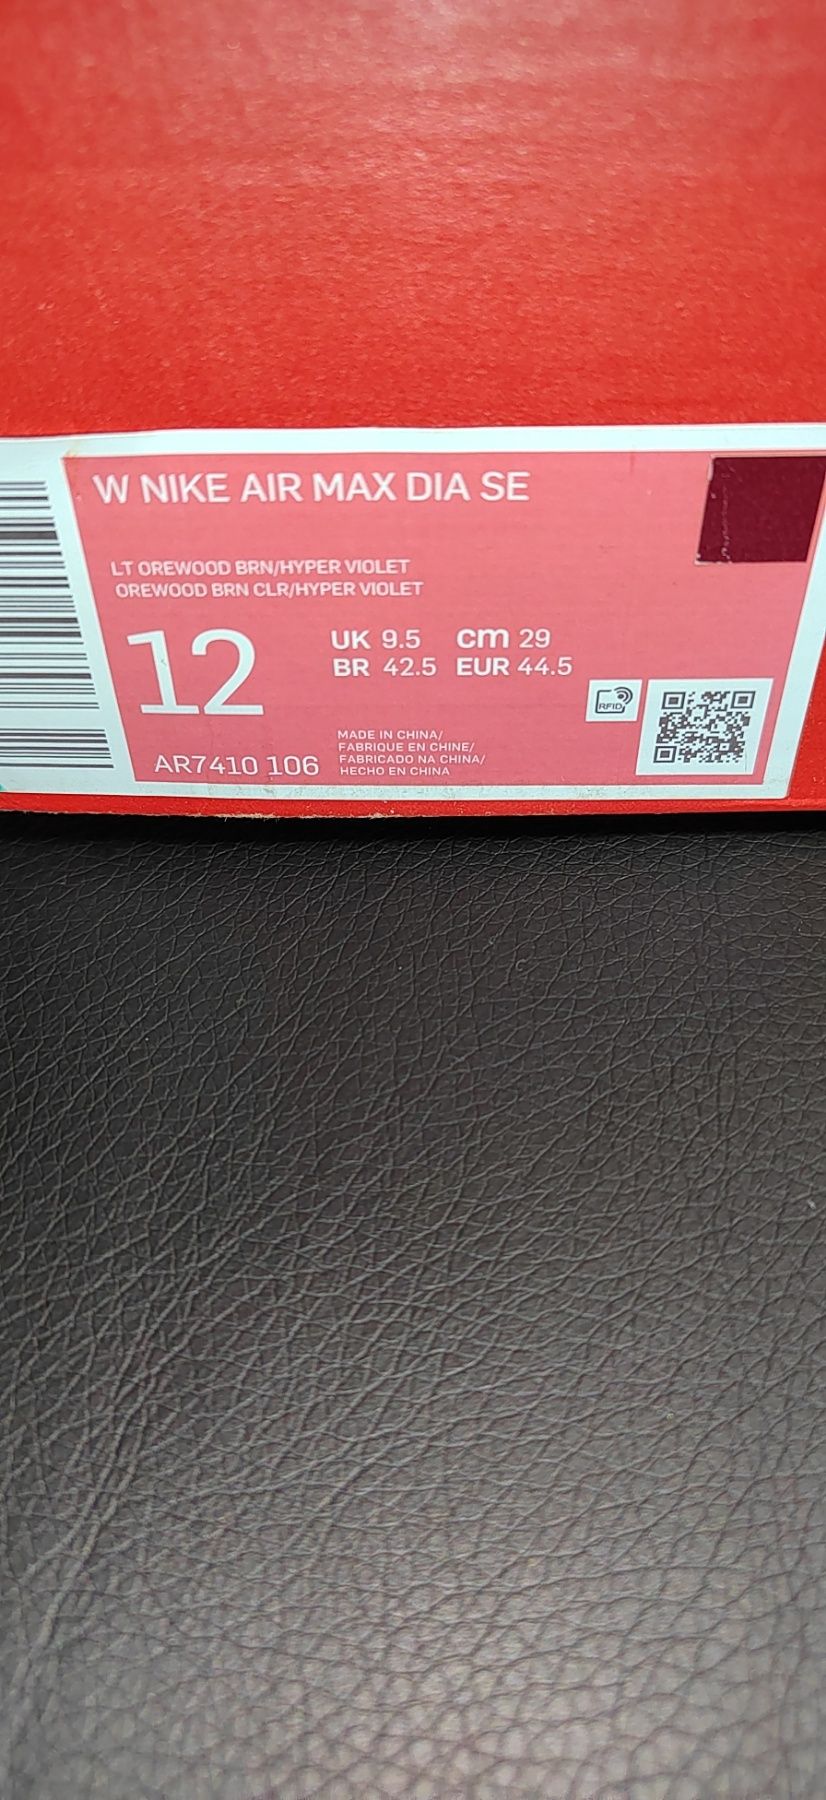 W NIKE AIR MAX DIA SE
LT OREWOOD BRN/HYPER VIOLET
OREWOOD BRN CLR/HYPER VIOLET
12
UK 9.5 cm 29
BR 42.5 EUR 44.5
RFID
MADE IN CHINA/
FABRIQUE EN CHINE/
FABRICADO NA CHINA/
HECHO EN CHINA
AR7410 106